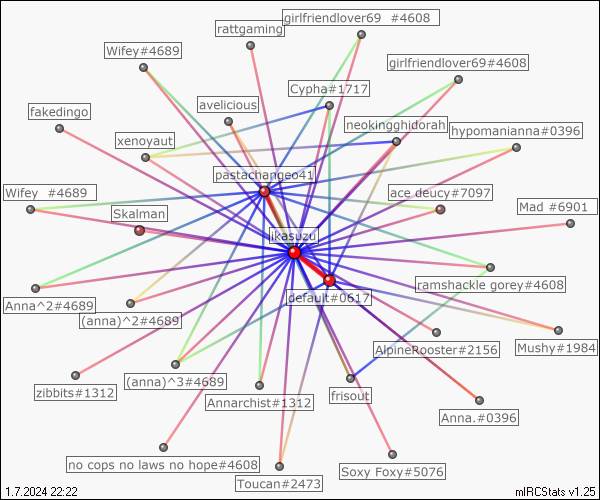 girlfriendlover69 #4608
rattgaming
Wifey#4689
girlfriendlover69#4608
Cypha#1717
avelicious
fakedingo
neokingghidorah
hypomanianna#0396
xenoyaut
pastachangeo41
Wifey #4689
ace deucy#7097
Skalman
Mad #6901
ikasuzu
ramshackle gorey#4608
default#0617
Anna^2#4689
(anna)^2#4689
AlpineRooster#2156
Mushy#1984
(anna)^3#4689
zibbits#1312
Annarchist#1312
frisout
Anna.#0396
no cops no laws no hope#4608
Soxy Foxy#5076
Toucan#2473
1.7.2024 22:22
mIRCStats v1.25